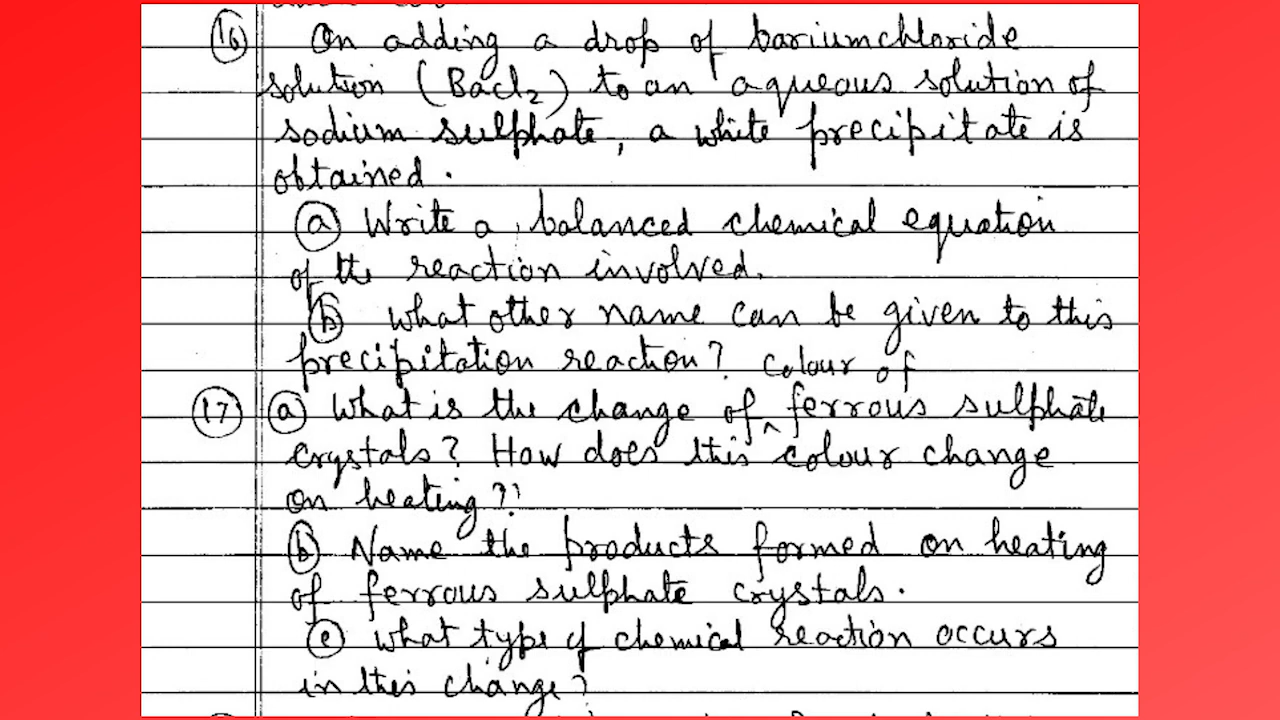 (16) On adding a drop of barium chloride
solution (Bacl₂) to an aqueous solution of
sodium sulphate, a white precipitate is
obtained.
(a) Write a balanced chemical equation
of the reaction involved.
(b) what other name can be given to this
precipitation reaction?
(17) (a) What is the change of ^colour of ferrous sulphate
crystals? How does this colour change
on heating??
(b) Name the products formed on heating
of ferrous sulphate crystals.
(c) what type of chemical reaction occurs
in this change?